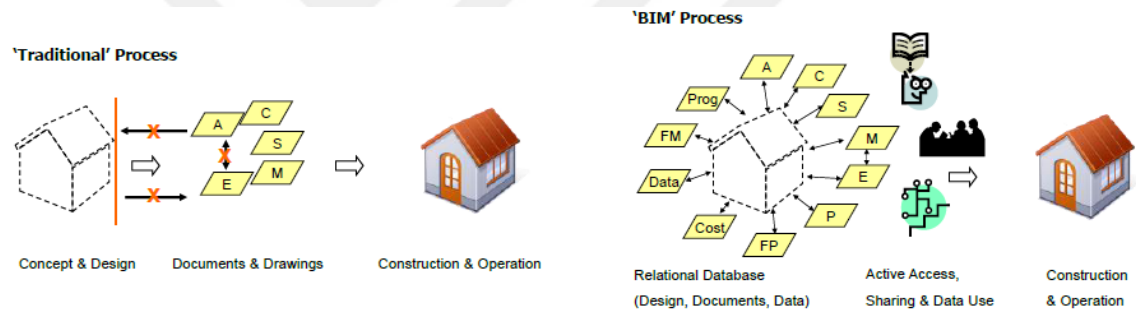 'BIM' Process
'Traditional' Process
A
C
S
M
E
X
X
X
Concept & Design
Documents & Drawings
Construction & Operation
A
C
S
M
E
P
FP
Cost
Data
FM
Prog
Relational Database
(Design, Documents, Data)
Active Access,
Sharing & Data Use
Construction
& Operation